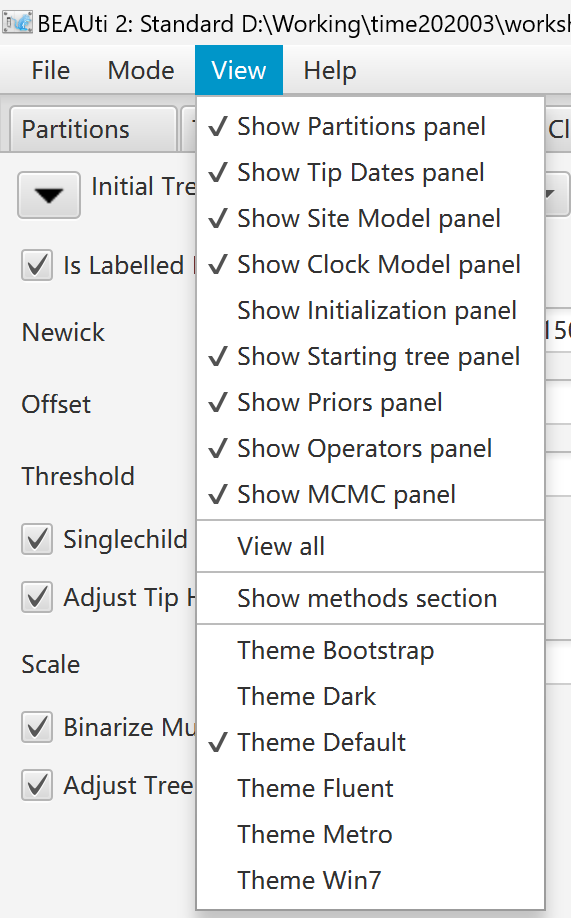 BEAUti 2: Standard D:\Working\time202003\worksh
File Mode View Help
Partitions
Show Partitions panel
Show Tip Dates panel
Initial Tre
Show Site Model panel
Is Labelled
Show Clock Model panel
Show Initialization panel
Newick
Show Starting tree panel
Offset
Show Priors panel
Show Operators panel
Threshold
Show MCMC panel
Singlechild
View all
Adjust Tip H
Show methods section
Scale
Theme Bootstrap
Theme Dark
Binarize Mu
Theme Default
Adjust Tree
Theme Fluent
Theme Metro
Theme Win7